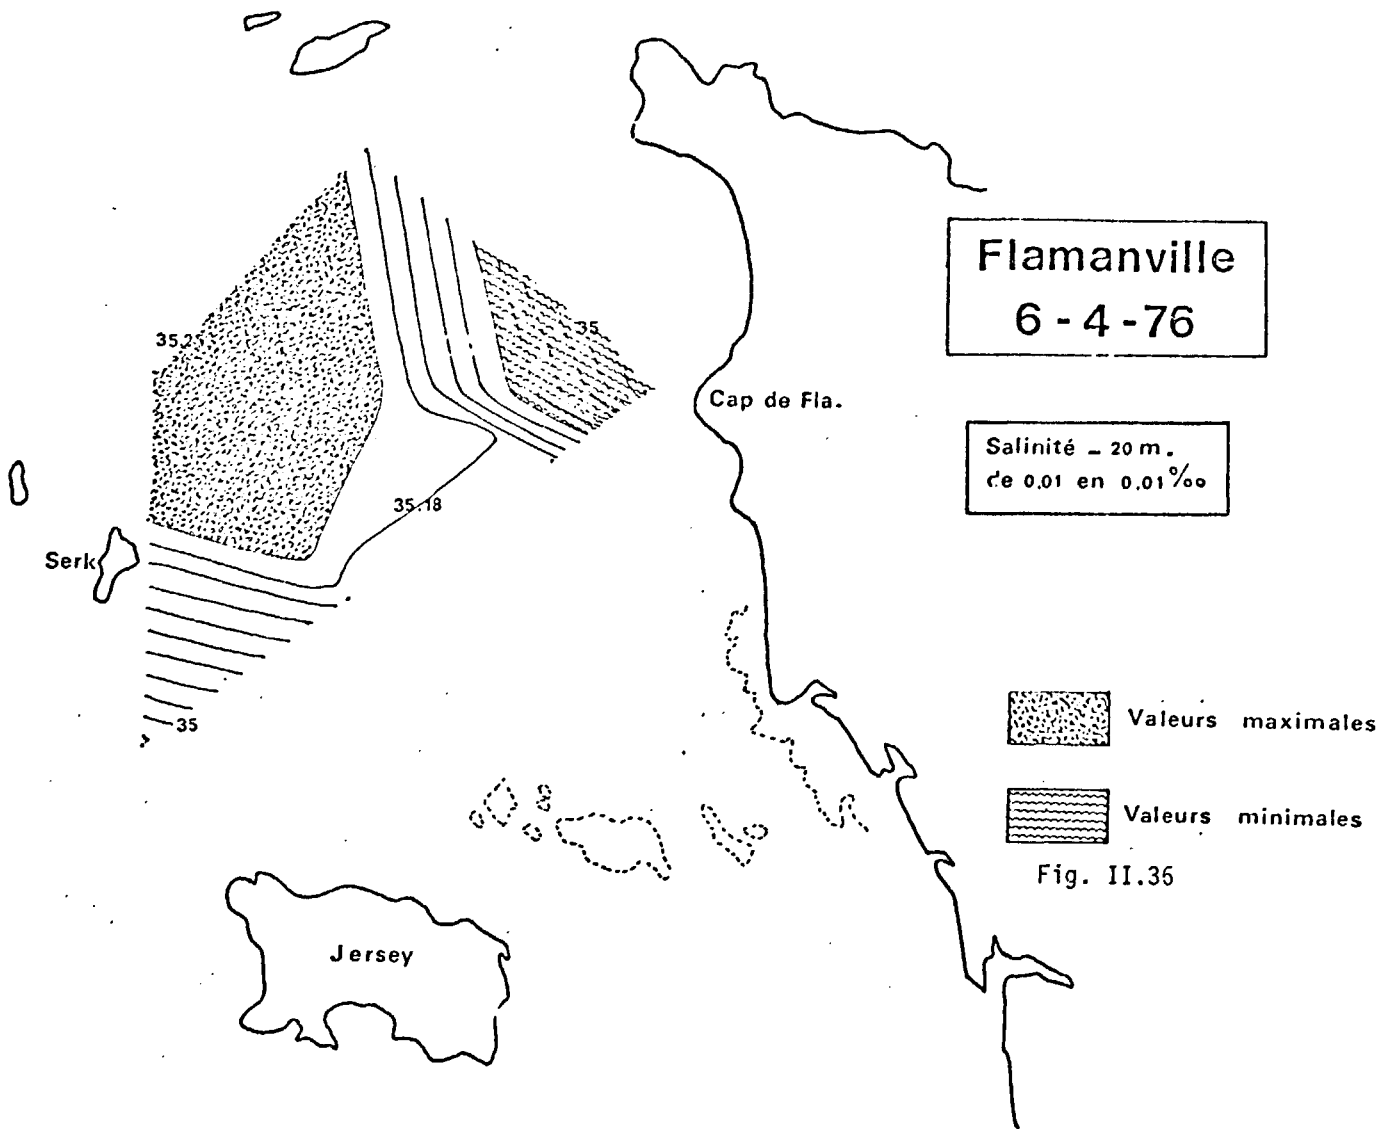 Flamanville
6-4-76
35.25
35
Cap de Fla.
Salinité - 20 m.
de 0,01 en 0,01‰
35.18
Serk
35
Valeurs maximales
Valeurs minimales
Fig. II.36
Jersey